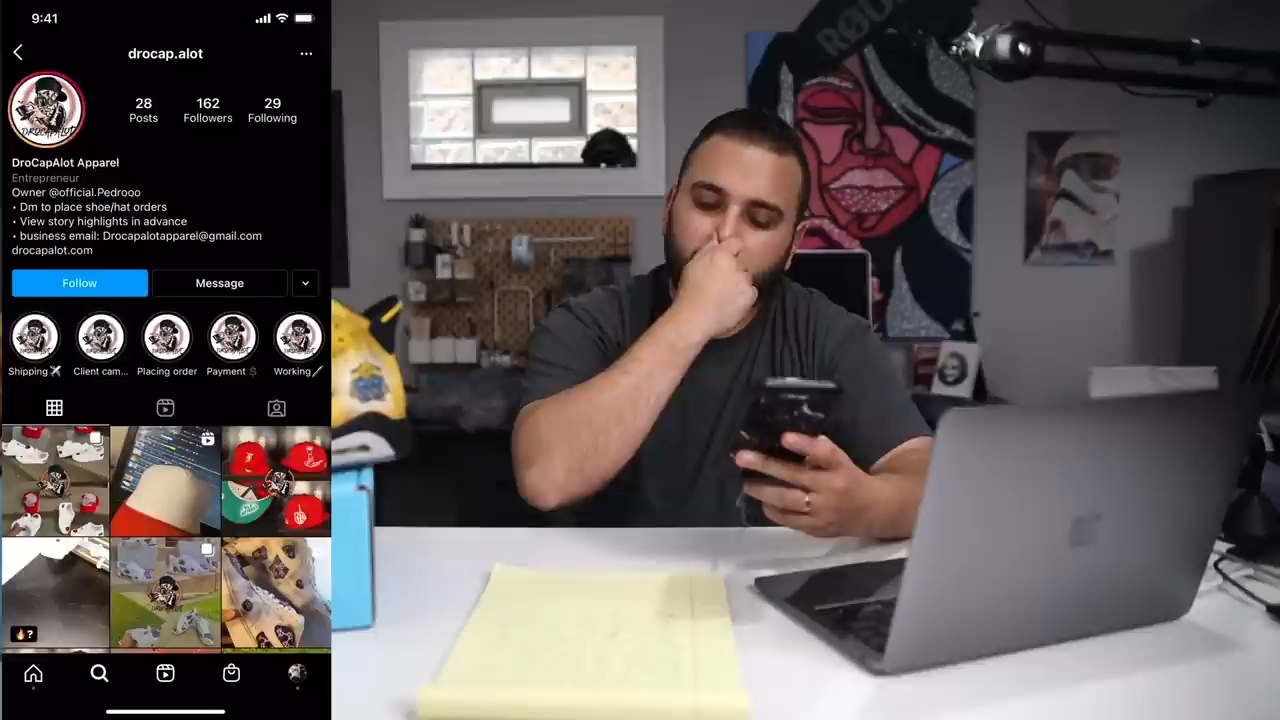 9:41
drocap.alot
28 162 29
Posts Followers Following
DROCAPALOT
DroCapAlot Apparel
Entrepreneur
Owner @official.Pedrooo
• Dm to place shoe/hat orders
• View story highlights in advance
• business email: Drocapalotapparel@gmail.com
drocapalot.com
Follow Message
Shipping✈️ Client cam... Placing order Payment 💲 Working🖌️
🔥?
RØDE